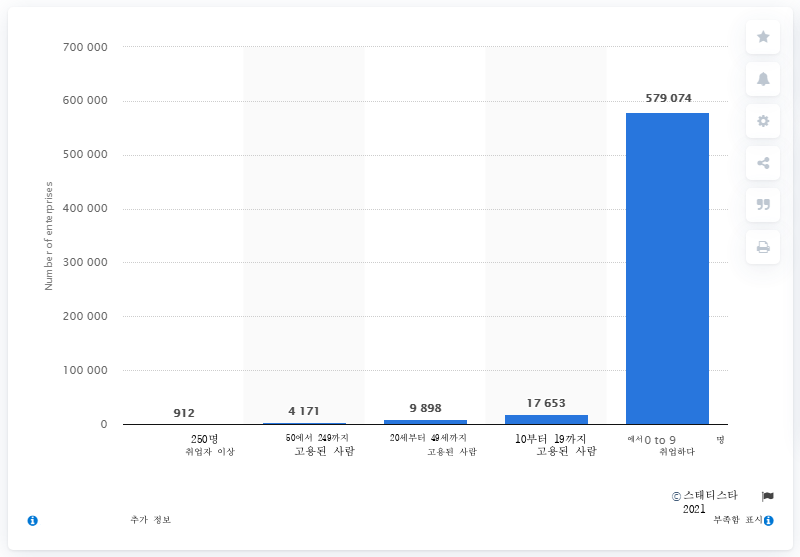 700 000
600 000
500 000
400 000
300 000
200 000
100 000
0
Number of enterprises
912
4 171
9 898
17 653
579 074
250명
취업자 이상
50에서 249까지
고용된 사람
20세부터 49세까지
고용된 사람
10부터 19까지
고용된 사람
에서 0 to 9 명
취업하다
© 스태티스타
2021
추가 정보
부족함 표시